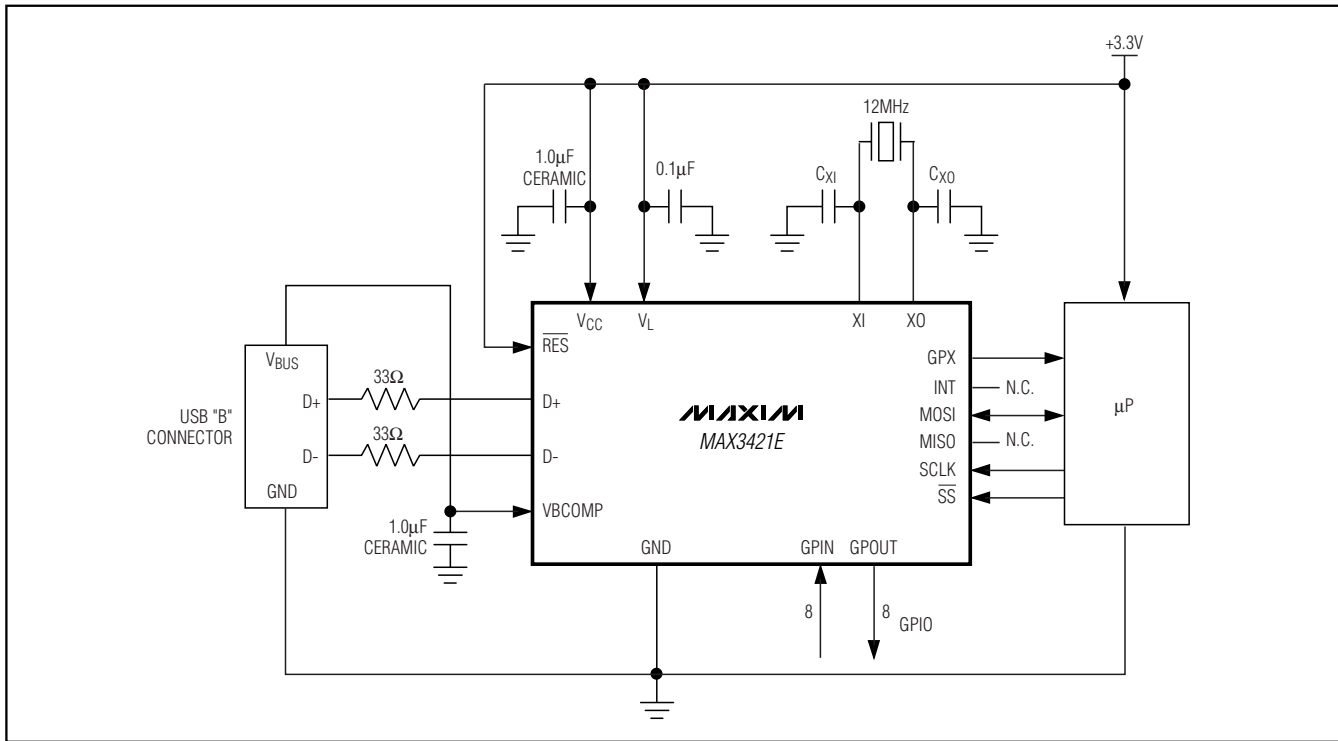 +3.3V
12MHz
1.0µF
CERAMIC
0.1µF
CXI
CXO
VCC
VL
XI
XO
RES
VBUS
D+
D-
GND
USB "B"
CONNECTOR
33Ω
33Ω
D+
D-
VBCOMP
1.0µF
CERAMIC
MAXIM
MAX3421E
GPX
INT
N.C.
MOSI
MISO
N.C.
SCLK
SS
µP
GND
GPIN
GPOUT
8
8
GPIO